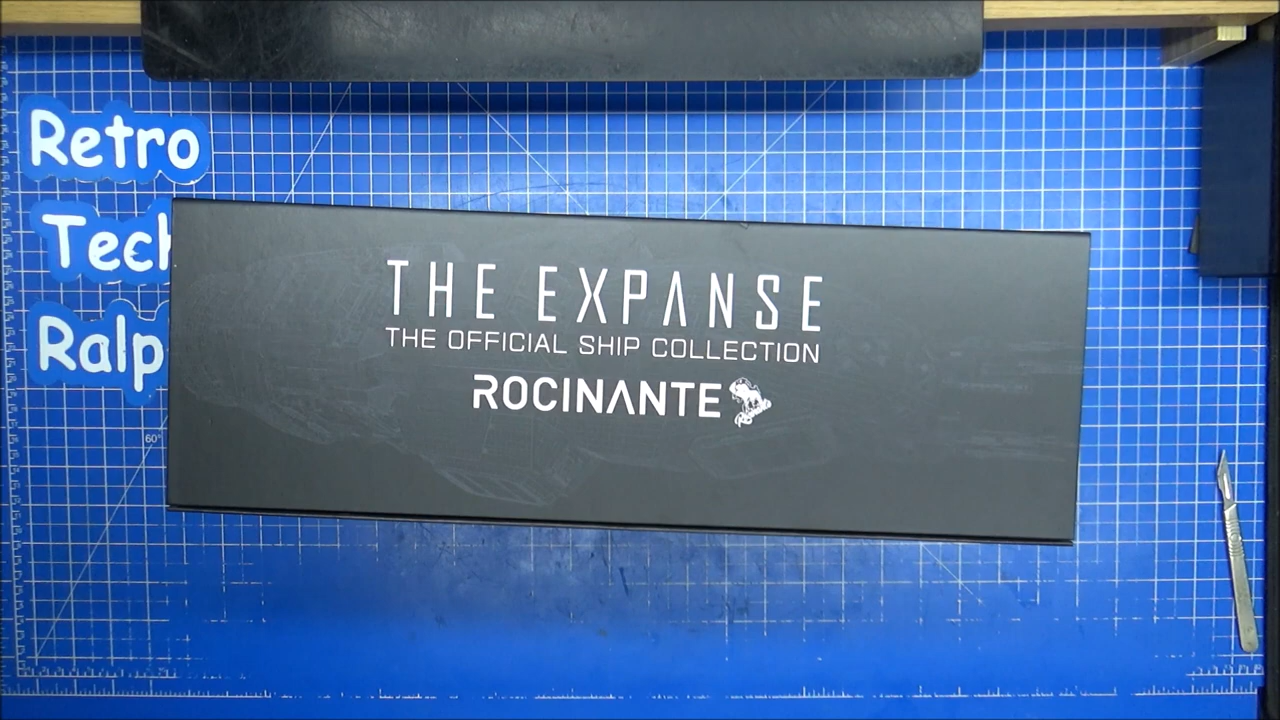 Retro
Tech
Ralp
THE EXPANSE
THE OFFICIAL SHIP COLLECTION
ROCINANTE
60°